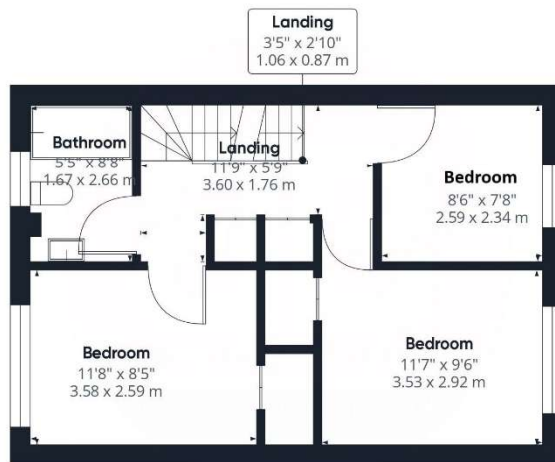 Landing
3'5" x 2'10"
1.06 x 0.87 m
Bathroom
5'5" x 8'8"
1.67 x 2.66 m
Landing
11'9" x 5'9"
3.60 x 1.76 m
Bedroom
8'6" x 7'8"
2.59 x 2.34 m
Bedroom
11'8" x 8'5"
3.58 x 2.59 m
Bedroom
11'7" x 9'6"
3.53 x 2.92 m